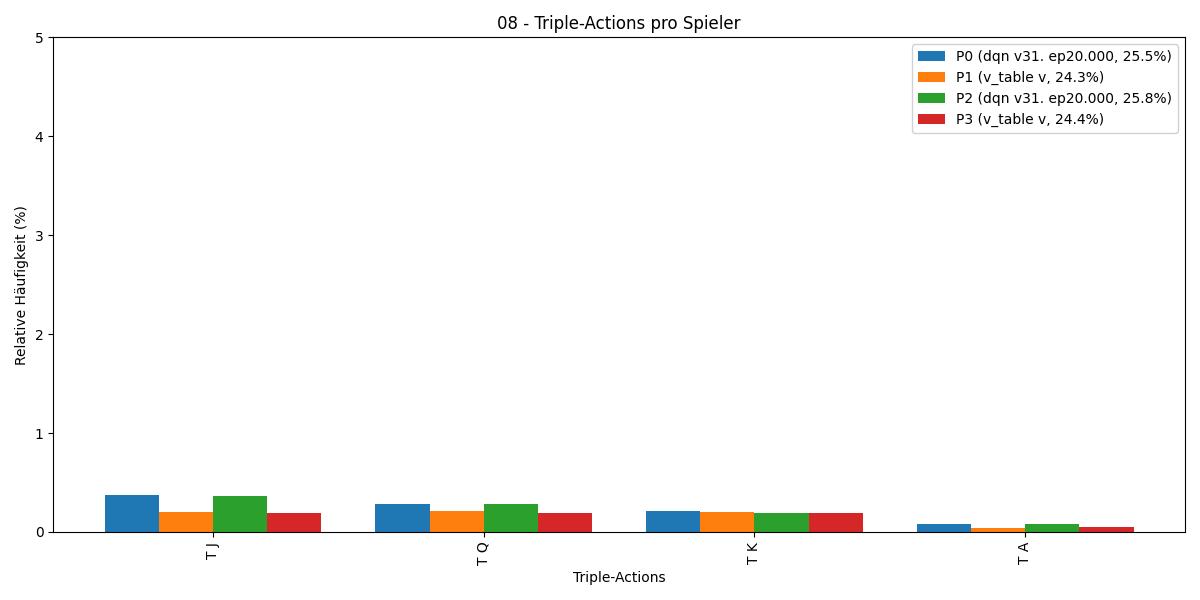 08 - Triple-Actions pro Spieler
P0 (dqn v31. ep20.000, 25.5%)
P1 (v_table v, 24.3%)
P2 (dqn v31. ep20.000, 25.8%)
P3 (v_table v, 24.4%)
Relative Häufigkeit (%)
5
4
3
2
1
0
T J
T Q
T K
T A
Triple-Actions